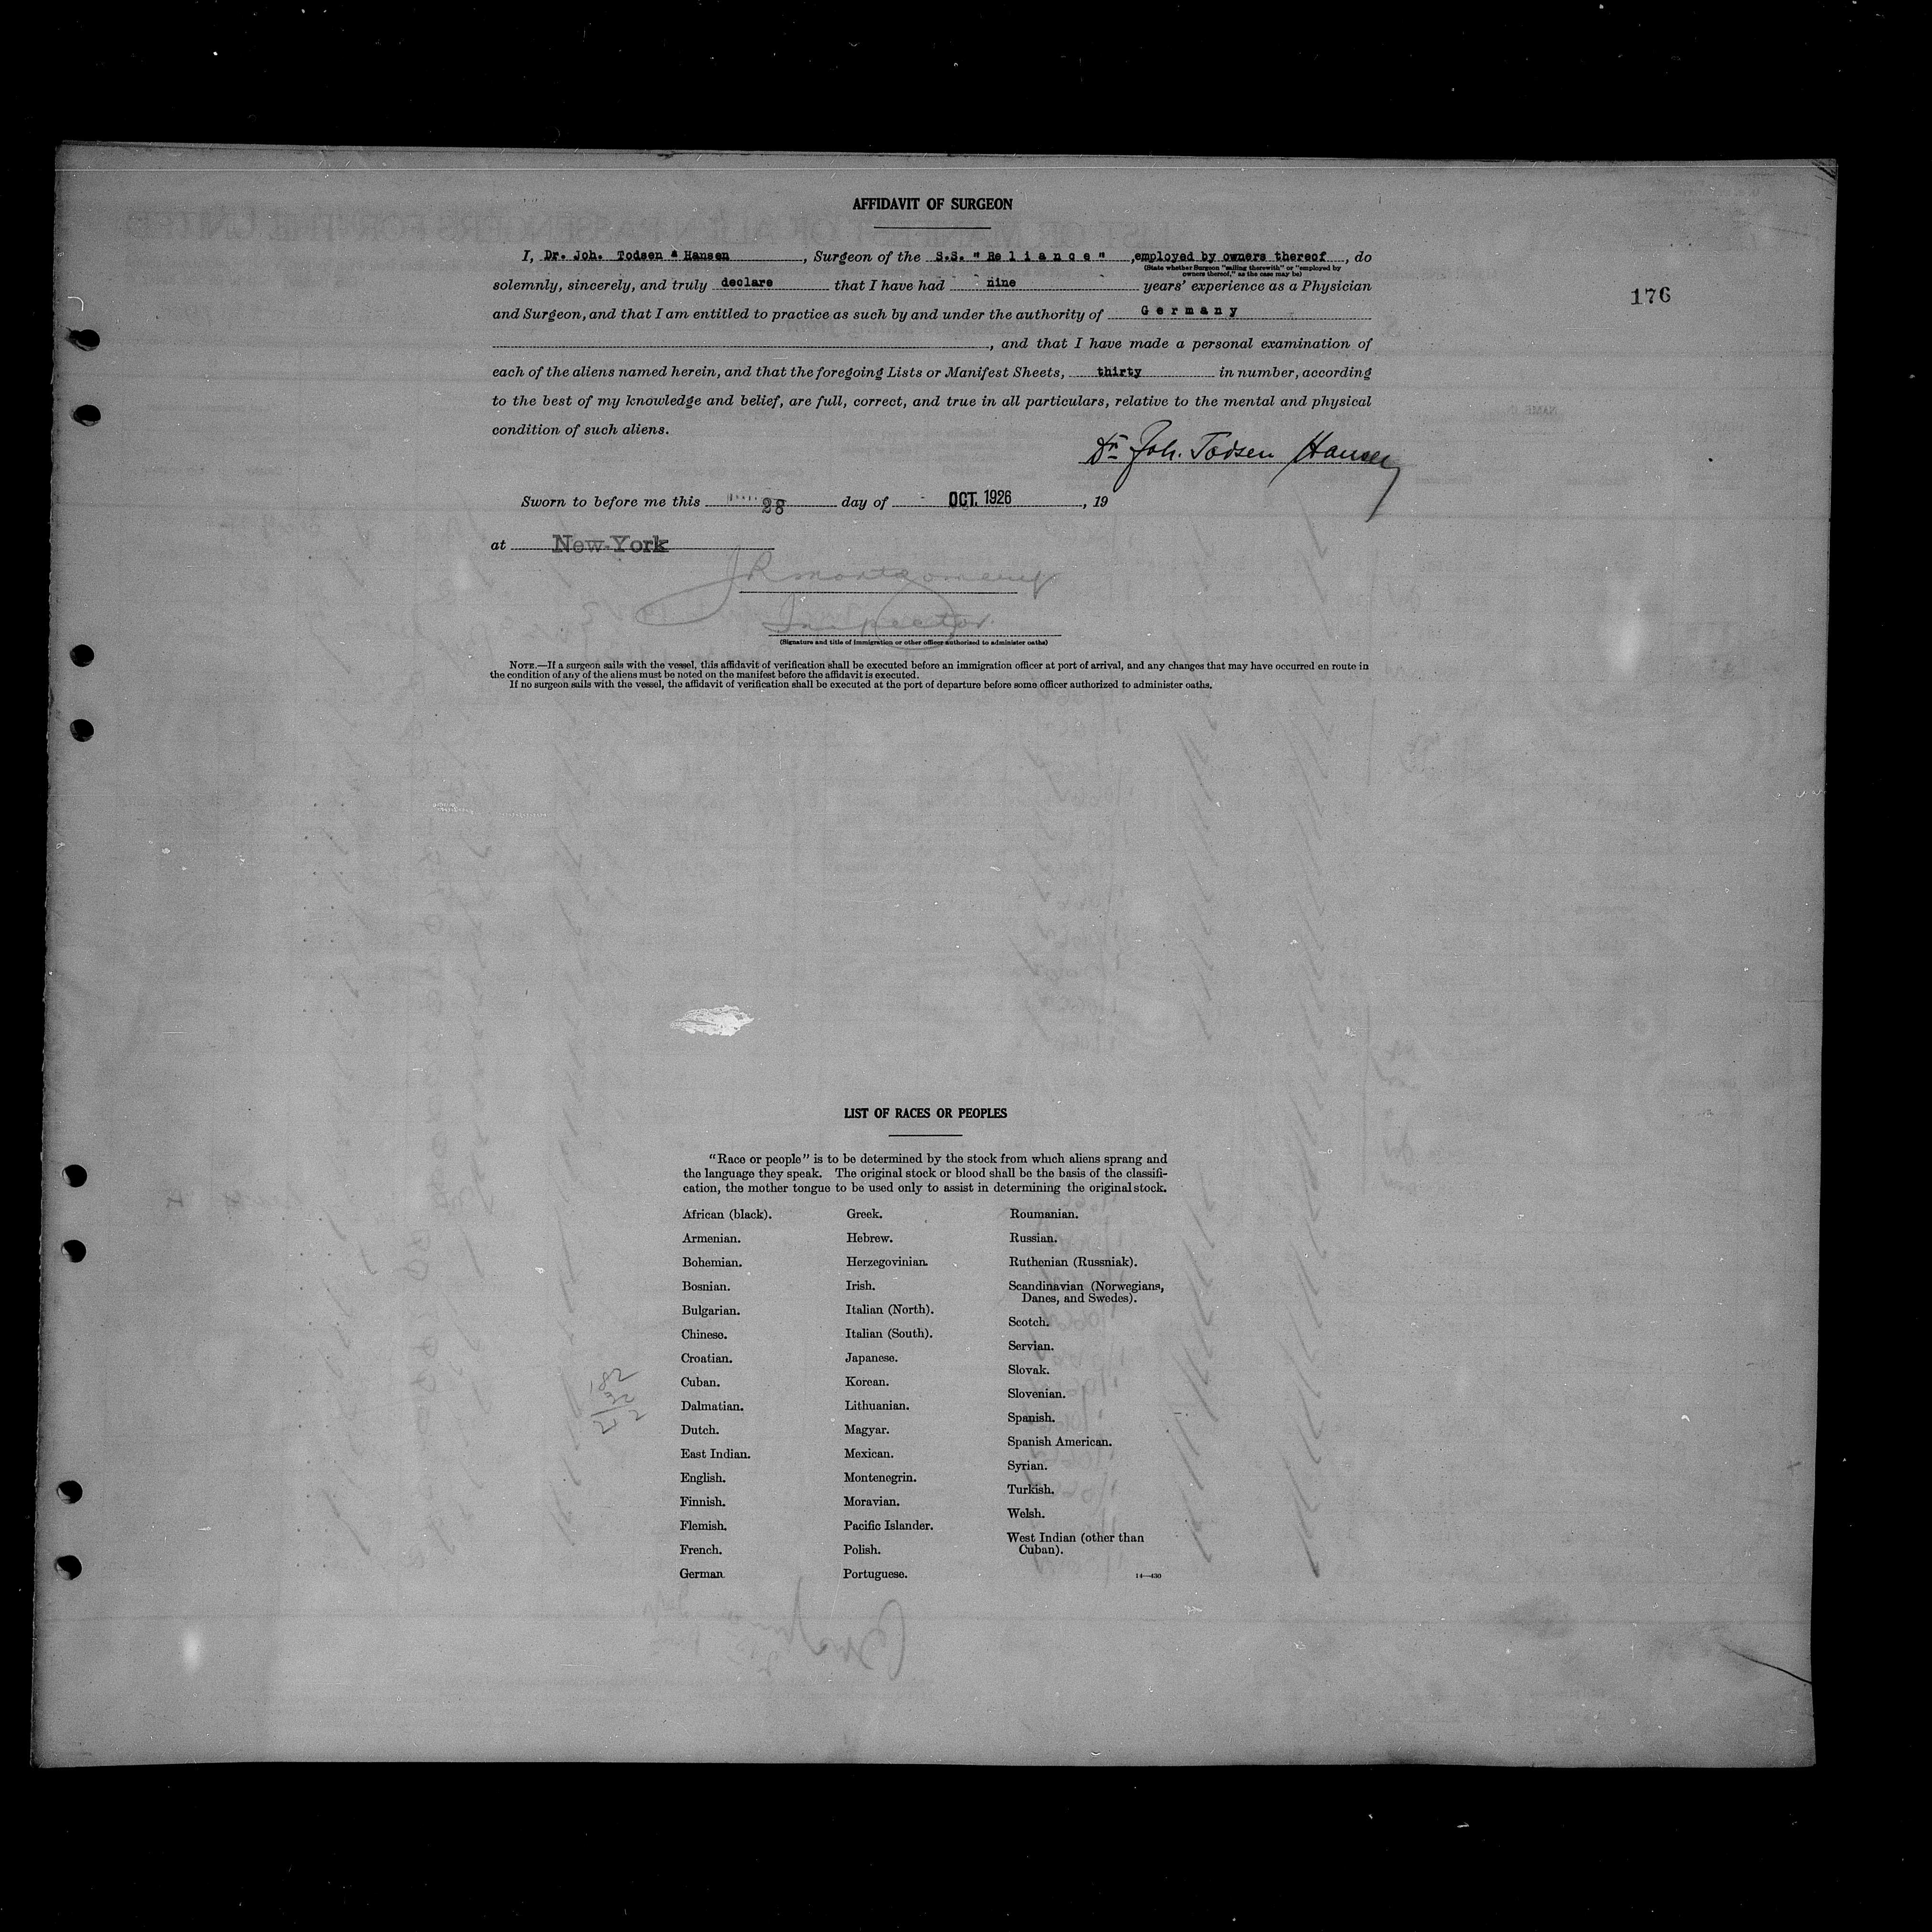 AFFIDAVIT OF SURGEON
176
I, Dr. Joh. Todsen & Hansen, Surgeon of the S.S. "Reliance", employed by owners thereof, do
(State whether Surgeon "sailing therewith" or "employed by
owners thereof," as the case may be)
solemnly, sincerely, and truly declare that I have had nine years' experience as a Physician
and Surgeon, and that I am entitled to practice as such by and under the authority of Germany
, and that I have made a personal examination of
each of the aliens named herein, and that the foregoing Lists or Manifest Sheets, thirty in number, according
to the best of my knowledge and belief, are full, correct, and true in all particulars, relative to the mental and physical
condition of such aliens.
Dr Joh. Todsen Hansen
Sworn to before me this 28 day of OCT. 1926, 19
at New-York
J R Montgomery
Inspector.
(Signature and title of immigration or other officer authorized to administer oaths)
NOTE.—If a surgeon sails with the vessel, this affidavit of verification shall be executed before an immigration officer at port of arrival, and any changes that may have occurred en route in
the condition of any of the aliens must be noted on the manifest before the affidavit is executed.
If no surgeon sails with the vessel, the affidavit of verification shall be executed at the port of departure before some officer authorized to administer oaths.
LIST OF RACES OR PEOPLES
"Race or people" is to be determined by the stock from which aliens sprang and
the language they speak. The original stock or blood shall be the basis of the classifi-
cation, the mother tongue to be used only to assist in determining the original stock.
African (black).
Armenian.
Bohemian.
Bosnian.
Bulgarian.
Chinese.
Croatian.
Cuban.
Dalmatian.
Dutch.
East Indian.
English.
Finnish.
Flemish.
French.
German
Greek.
Hebrew.
Herzegovinian.
Irish.
Italian (North).
Italian (South).
Japanese.
Korean.
Lithuanian.
Magyar.
Mexican.
Montenegrin.
Moravian.
Pacific Islander.
Polish.
Portuguese.
Roumanian.
Russian.
Ruthenian (Russniak).
Scandinavian (Norwegians,
Danes, and Swedes).
Scotch.
Servian.
Slovak.
Slovenian.
Spanish.
Spanish American.
Syrian.
Turkish.
Welsh.
West Indian (other than
Cuban).
14—430